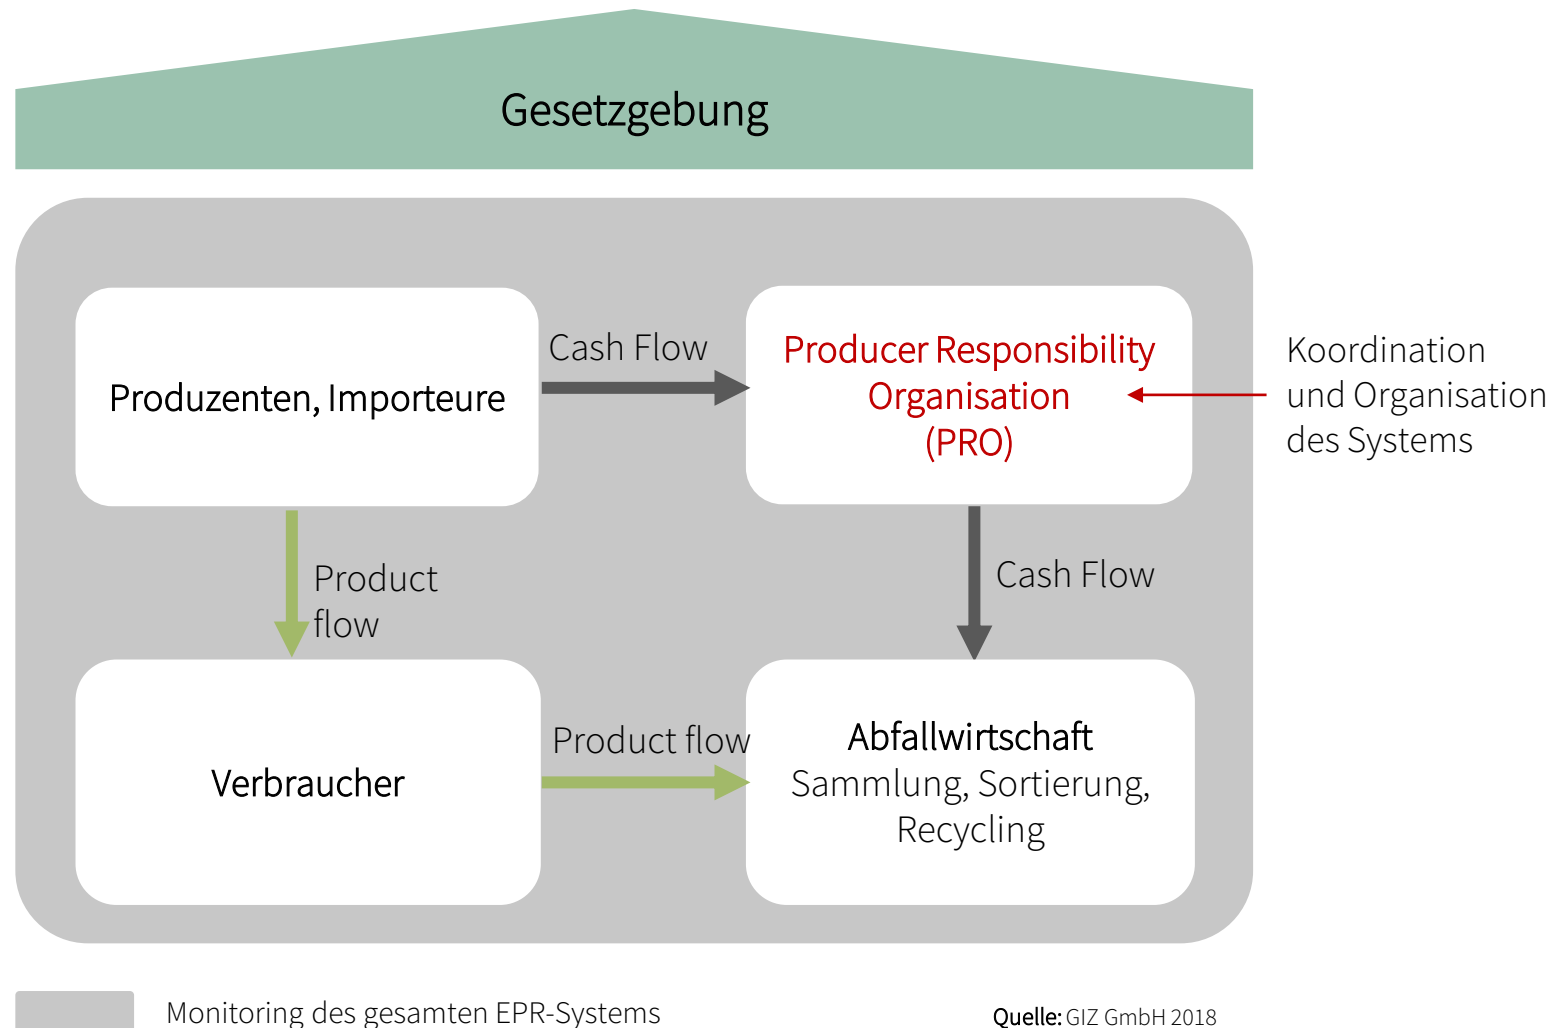 Gesetzgebung
Produzenten, Importeure
Cash Flow
Producer Responsibility
Organisation
(PRO)
Koordination
und Organisation
des Systems
Product
flow
Cash Flow
Verbraucher
Product flow
Abfallwirtschaft
Sammlung, Sortierung,
Recycling
Monitoring des gesamten EPR-Systems
Quelle: GIZ GmbH 2018